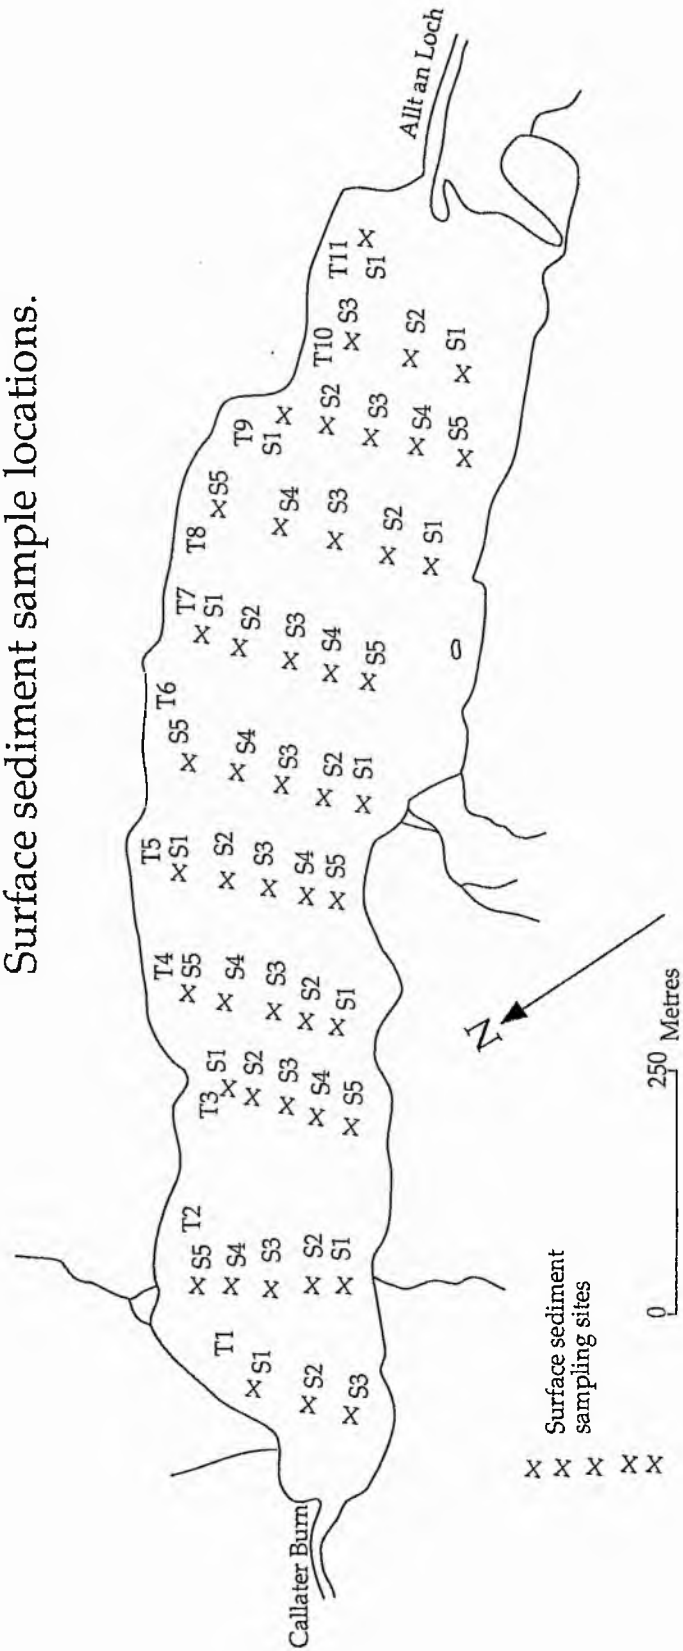 Surface sediment sample locations.
Callater Burn
Allt an Loch
T1
S1
S2
S3
T2
S5
S4
S3
S2
S1
T3
S1
S2
S3
S4
S5
T4
S5
S4
S3
S2
S1
T5
S1
S2
S3
S4
S5
T6
S5
S4
S3
S2
S1
T7
S1
S2
S3
S4
S5
T8
S5
S4
S3
S2
S1
T9
S1
S2
S3
S4
S5
T10
S3
S2
S1
T11
S1
N
X X X X X
Surface sediment
sampling sites
0
250
Metres